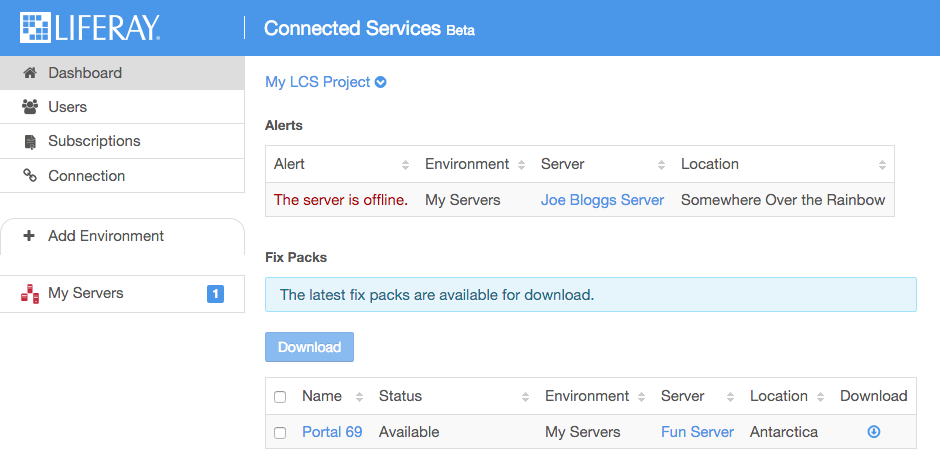 LIFERAY. Connected Services Beta
Dashboard
Users
Subscriptions
Connection
Add Environment
My Servers 1
My LCS Project
Alerts
Alert Environment Server Location
The server is offline. My Servers Joe Bloggs Server Somewhere Over the Rainbow
Fix Packs
The latest fix packs are available for download.
Download
Name Status Environment Server Location Download
Portal 69 Available My Servers Fun Server Antarctica